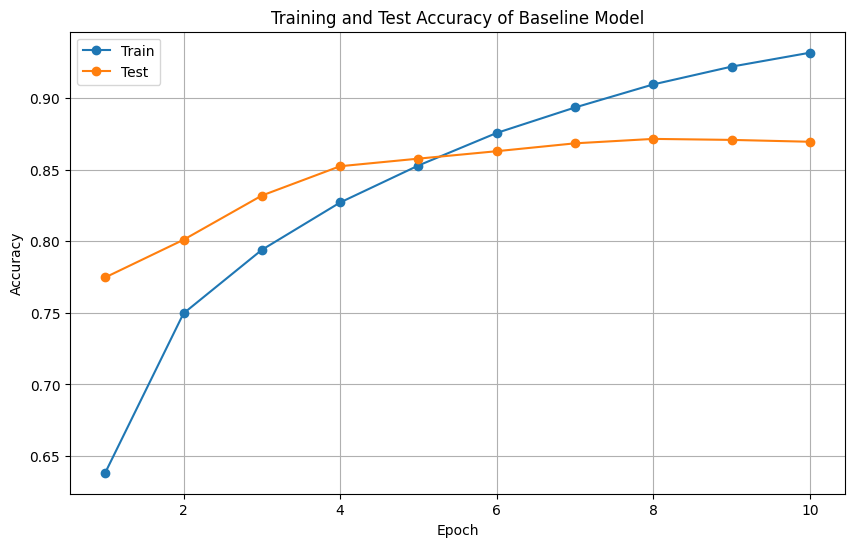 Training and Test Accuracy of Baseline Model
Train
Test
0.90
0.85
0.80
0.75
0.70
0.65
Accuracy
2
4
6
8
10
Epoch